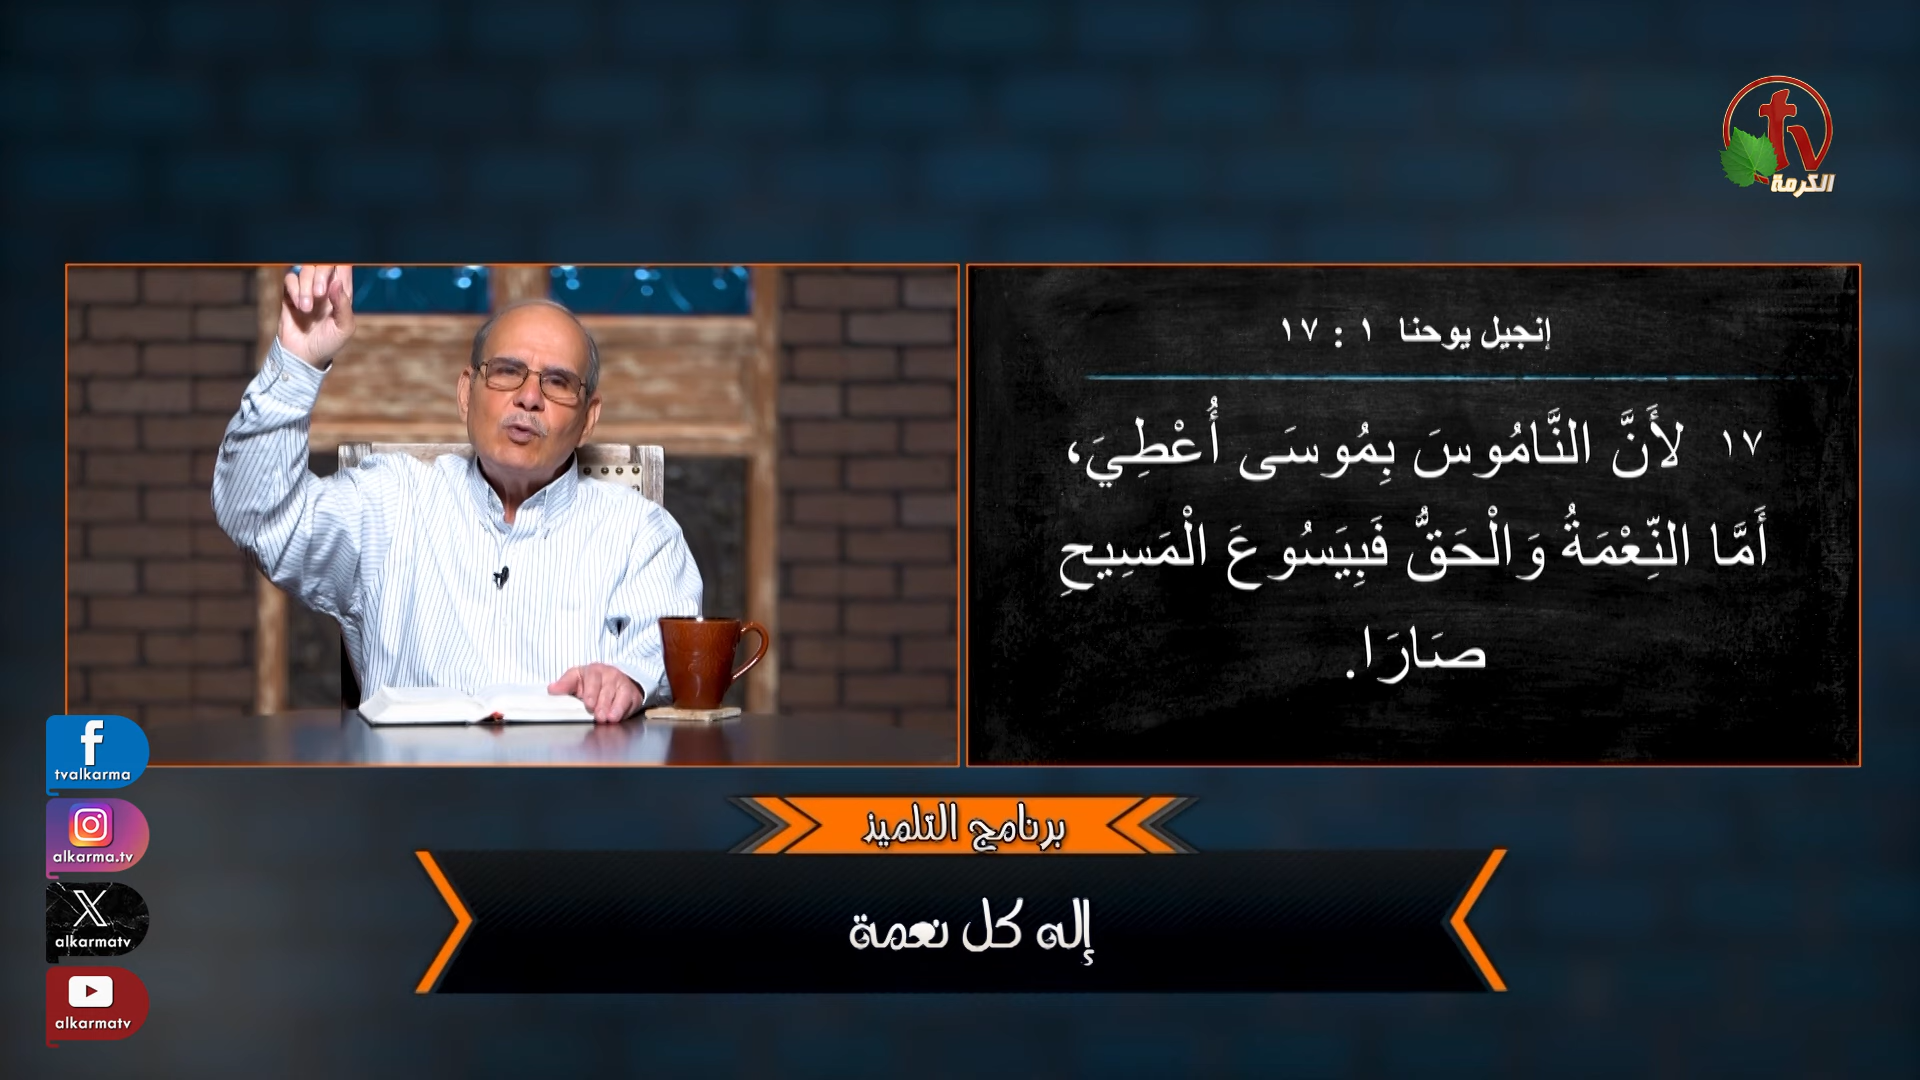 tv
الكرمة
إنجيل يوحنا ١ : ١٧
١٧ لأَنَّ النَّامُوسَ بِمُوسَى أُعْطِيَ،
أَمَّا النِّعْمَةُ وَالْحَقُّ فَبِيَسُوعَ الْمَسِيحِ
صَارَا.
برنامج التلميذ
إله كل نعمة
tvalkarma
alkarma.tv
alkarmatv
alkarmatv